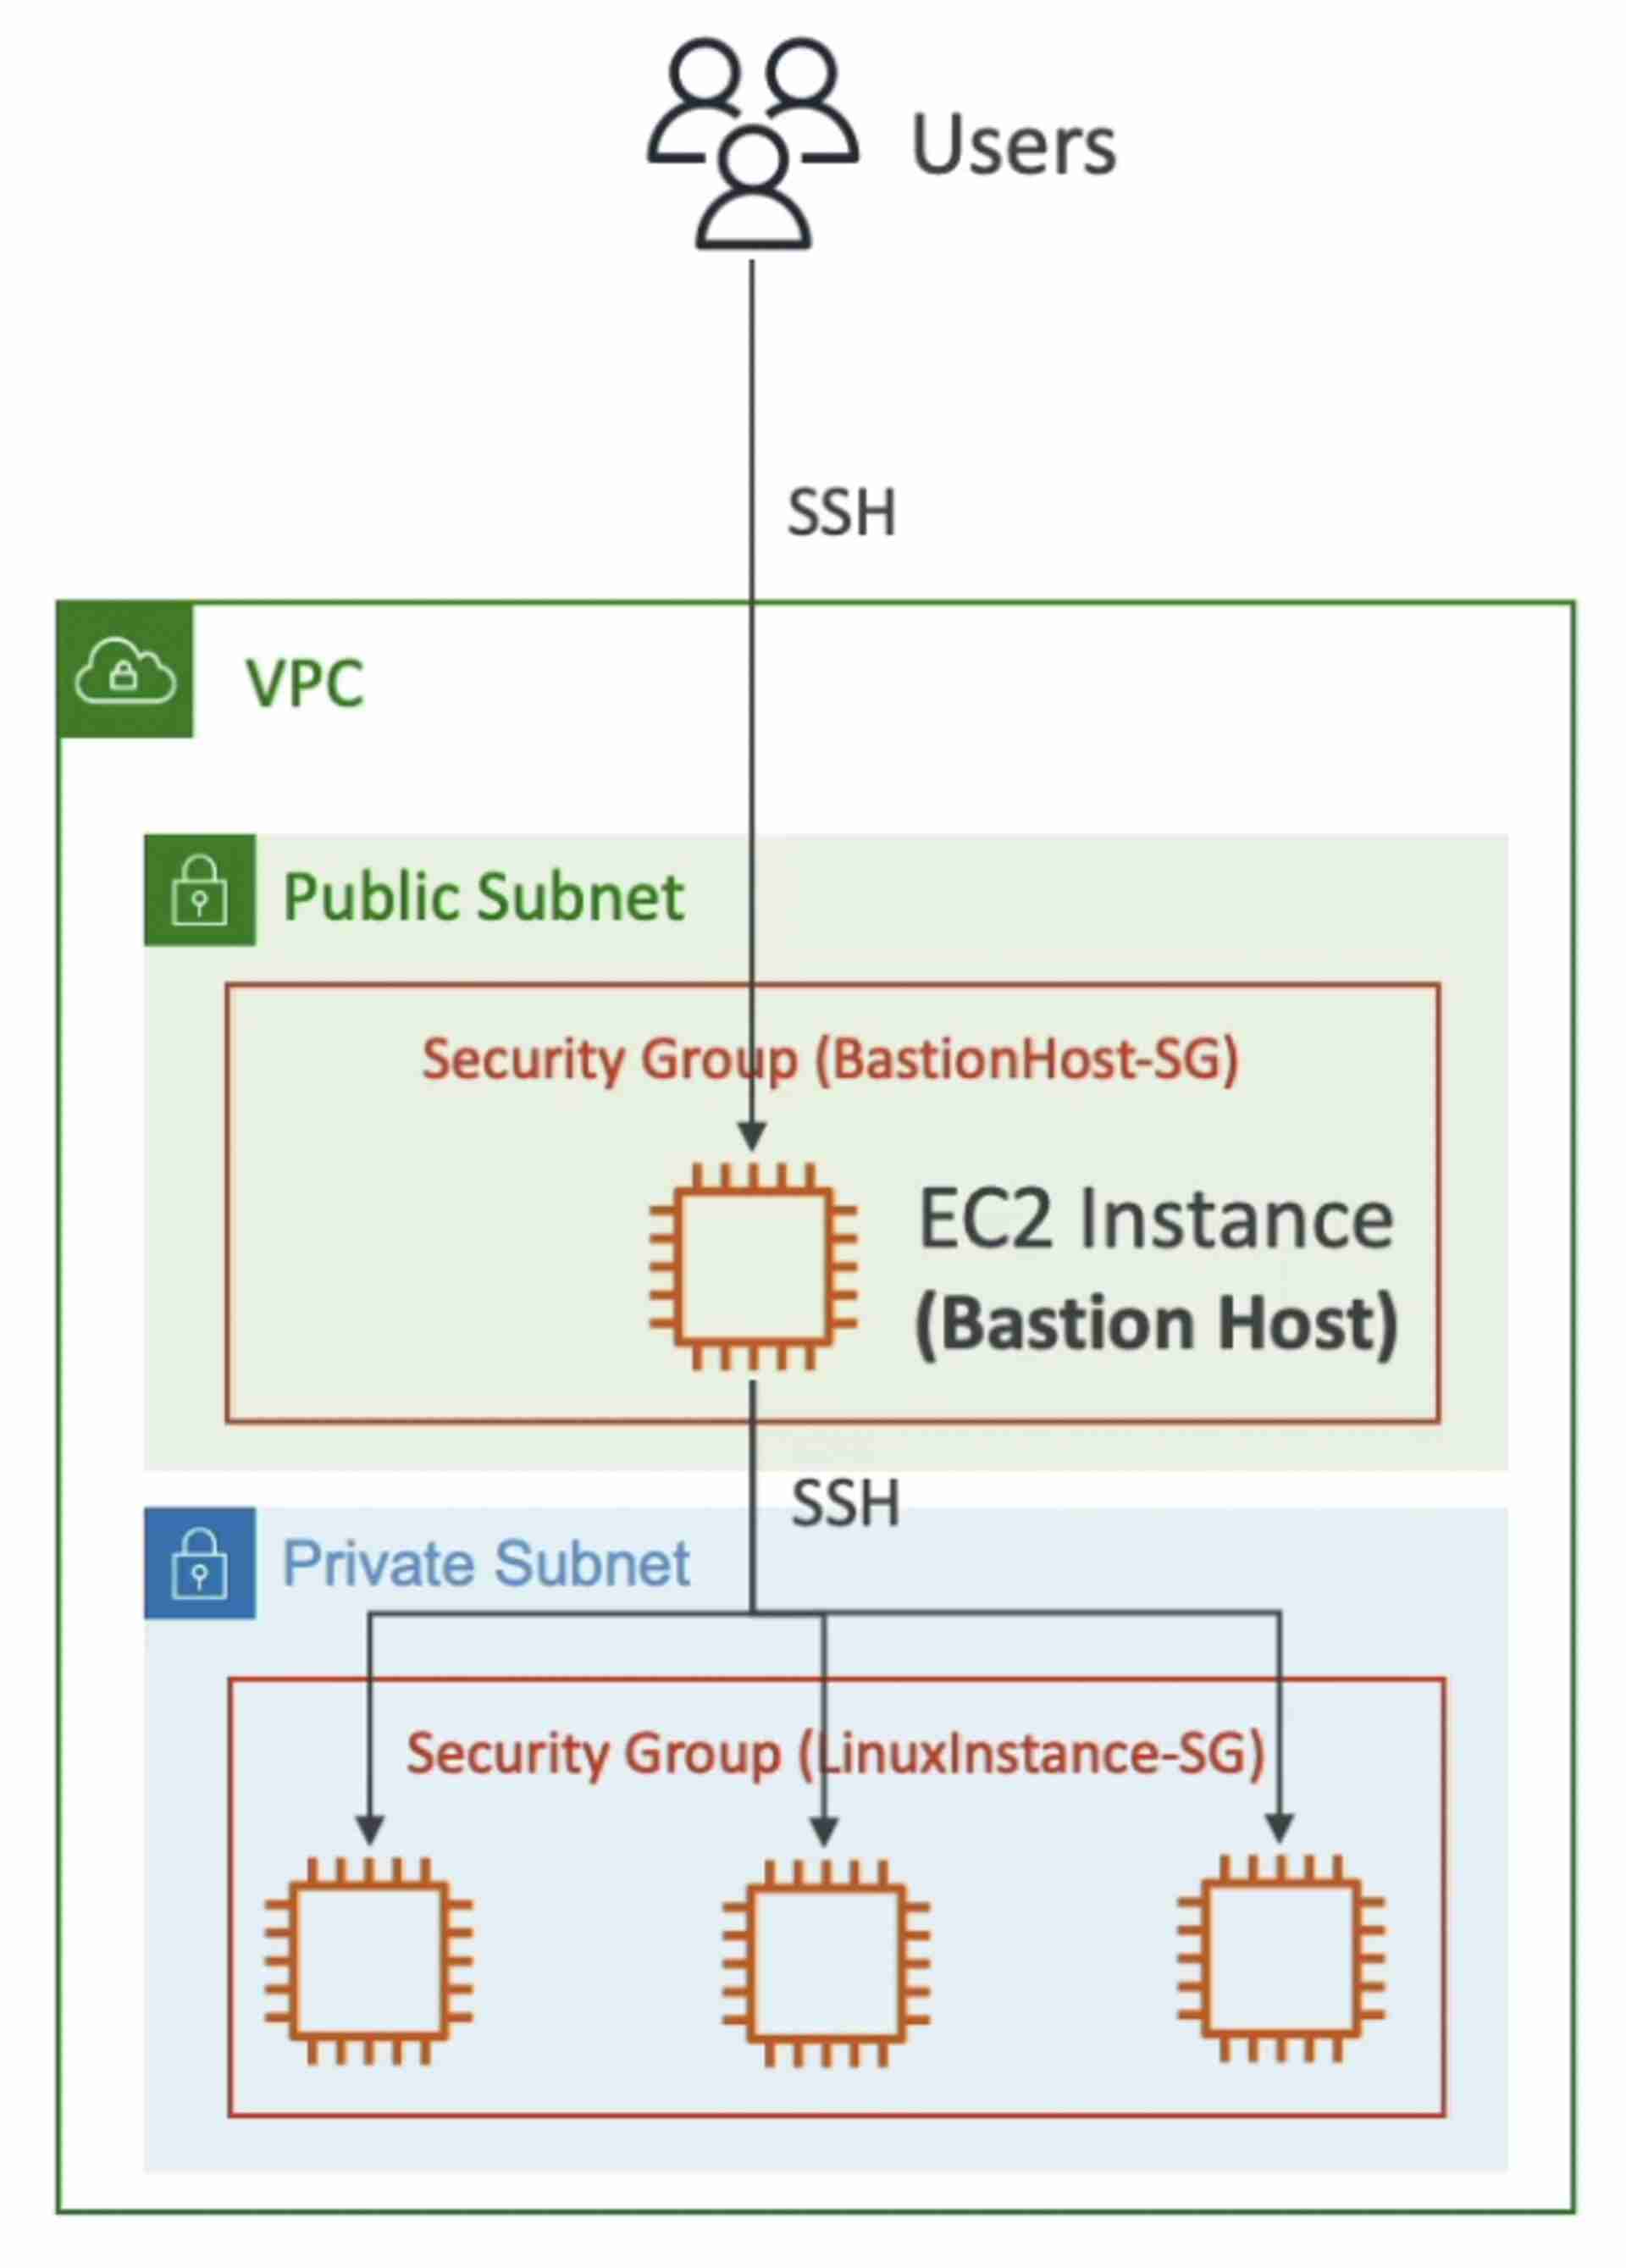 Users
SSH
VPC
Public Subnet
Security Group (BastionHost-SG)
EC2 Instance
(Bastion Host)
SSH
Private Subnet
Security Group (LinuxInstance-SG)